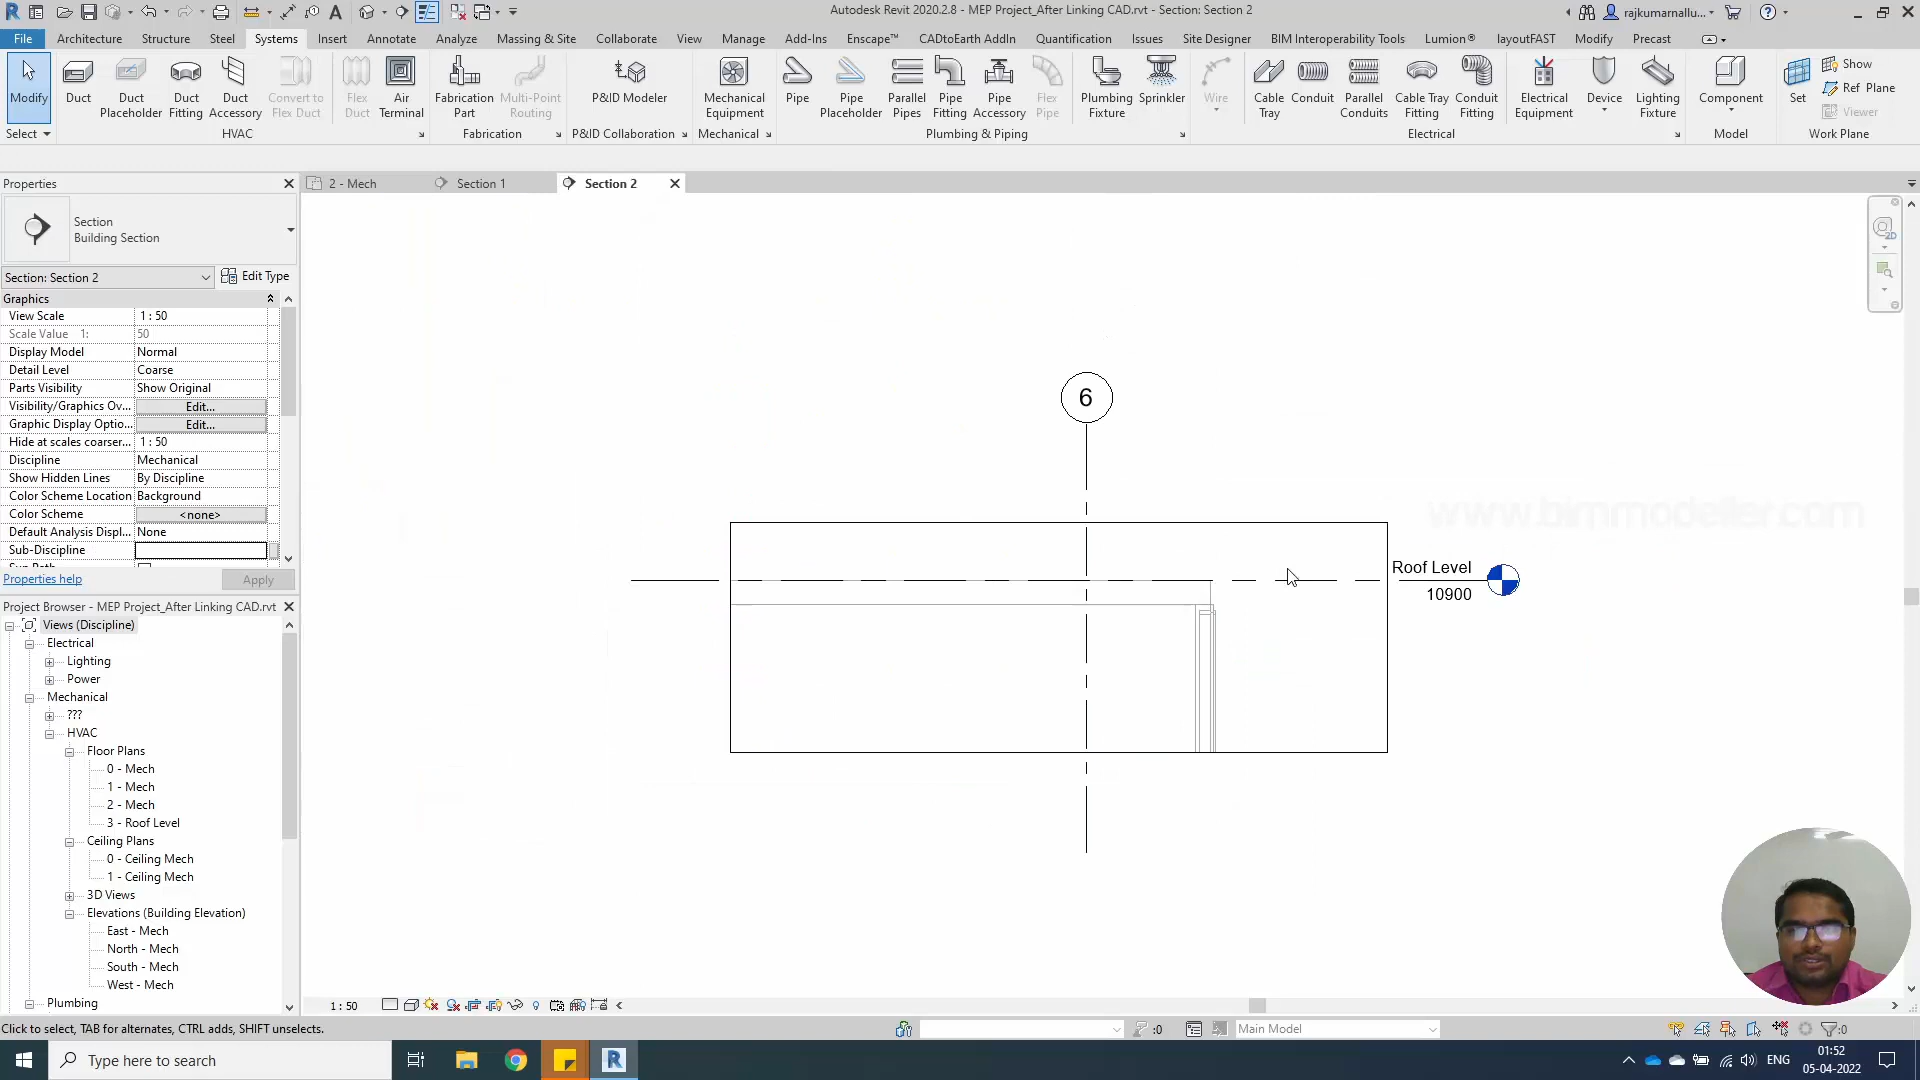 Autodesk Revit 2020.2.8 - MEP Project_After Linking CAD.rvt - Section: Section 2
rajkumarnallu...
File Architecture Structure Steel Systems Insert Annotate Analyze Massing & Site Collaborate View Manage Add-Ins Enscape™ CADtoEarth AddIn Quantification Issues Site Designer BIM Interoperability Tools Lumion® layoutFAST Modify Precast
Modify
Duct
Duct Placeholder
Duct Fitting
Duct Accessory
Convert to Flex Duct
Flex Duct
Air Terminal
Fabrication Part
Multi-Point Routing
P&ID Modeler
Mechanical Equipment
Pipe
Pipe Placeholder
Parallel Pipes
Pipe Fitting
Pipe Accessory
Flex Pipe
Plumbing Fixture
Sprinkler
Wire
Cable Tray
Conduit
Parallel Conduits
Cable Tray Fitting
Conduit Fitting
Electrical Equipment
Device
Lighting Fixture
Component
Set
Show
Ref Plane
Viewer
Select HVAC Fabrication P&ID Collaboration Mechanical Plumbing & Piping Electrical Model Work Plane
Properties
2 - Mech Section 1 Section 2
Section
Building Section
Section: Section 2 Edit Type
Graphics
View Scale 1 : 50
Scale Value 1: 50
Display Model Normal
Detail Level Coarse
Parts Visibility Show Original
Visibility/Graphics Ov... Edit...
Graphic Display Optio... Edit...
Hide at scales coarser... 1 : 50
Discipline Mechanical
Show Hidden Lines By Discipline
Color Scheme Location Background
Color Scheme <none>
Default Analysis Displ... None
Sub-Discipline
Properties help Apply
Project Browser - MEP Project_After Linking CAD.rvt
Views (Discipline)
Electrical
Lighting
Power
Mechanical
???
HVAC
Floor Plans
0 - Mech
1 - Mech
2 - Mech
3 - Roof Level
Ceiling Plans
0 - Ceiling Mech
1 - Ceiling Mech
3D Views
Elevations (Building Elevation)
East - Mech
North - Mech
South - Mech
West - Mech
Plumbing
6
www.bimmodeller.com
Roof Level
10900
2D
1 : 50
Click to select, TAB for alternates, CTRL adds, SHIFT unselects.
:0
Main Model
:0
Type here to search
ENG
01:52
05-04-2022